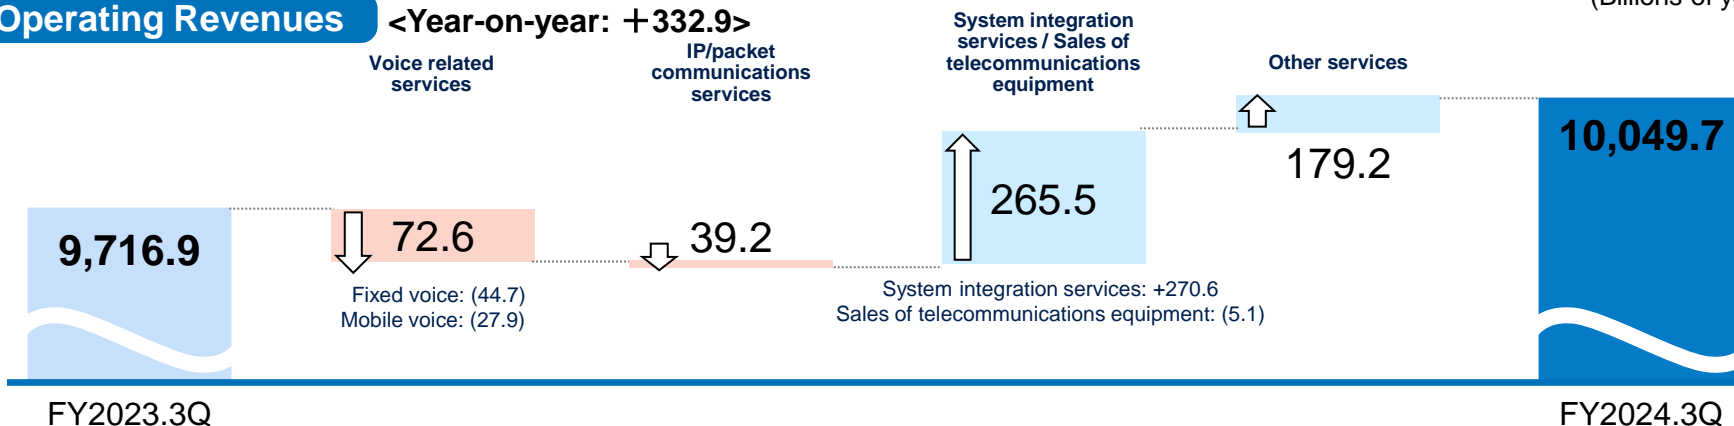 Operating Revenues
<Year-on-year: ＋332.9>
(Billions of
Voice related
services
IP/packet
communications
services
System integration
services / Sales of
telecommunications
equipment
Other services
9,716.9
72.6
39.2
265.5
179.2
10,049.7
Fixed voice: (44.7)
Mobile voice: (27.9)
System integration services: +270.6
Sales of telecommunications equipment: (5.1)
FY2023.3Q
FY2024.3Q